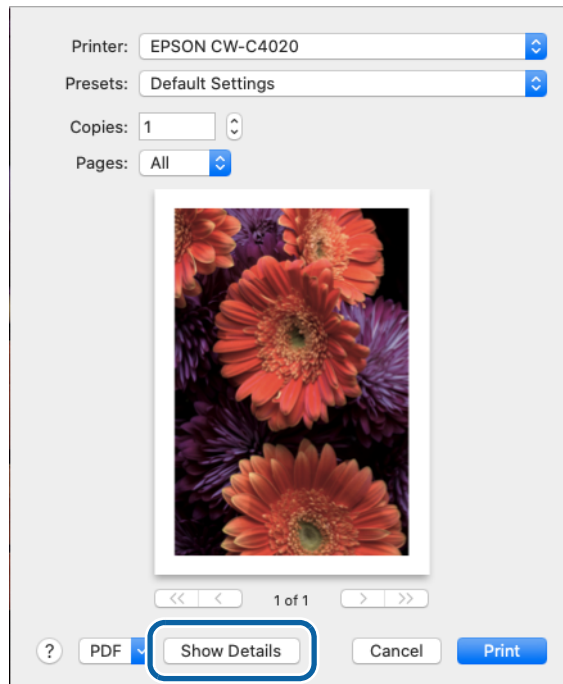 Printer: EPSON CW-C4020
Presets: Default Settings
Copies: 1
Pages: All
<< < 1 of 1 > >>
? PDF Show Details Cancel Print